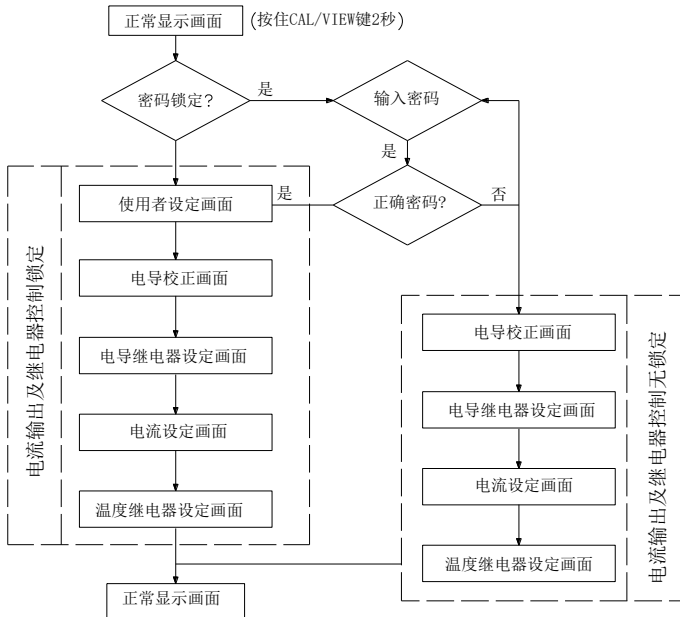 正常显示画面
(按住CAL/VIEW键2秒)
密码锁定?
是
输入密码
是
使用者设定画面
是
正确密码?
否
电导校正画面
电导继电器设定画面
电流设定画面
温度继电器设定画面
电流输出及继电器控制锁定
电导校正画面
电导继电器设定画面
电流设定画面
温度继电器设定画面
电流输出及继电器控制无锁定
正常显示画面